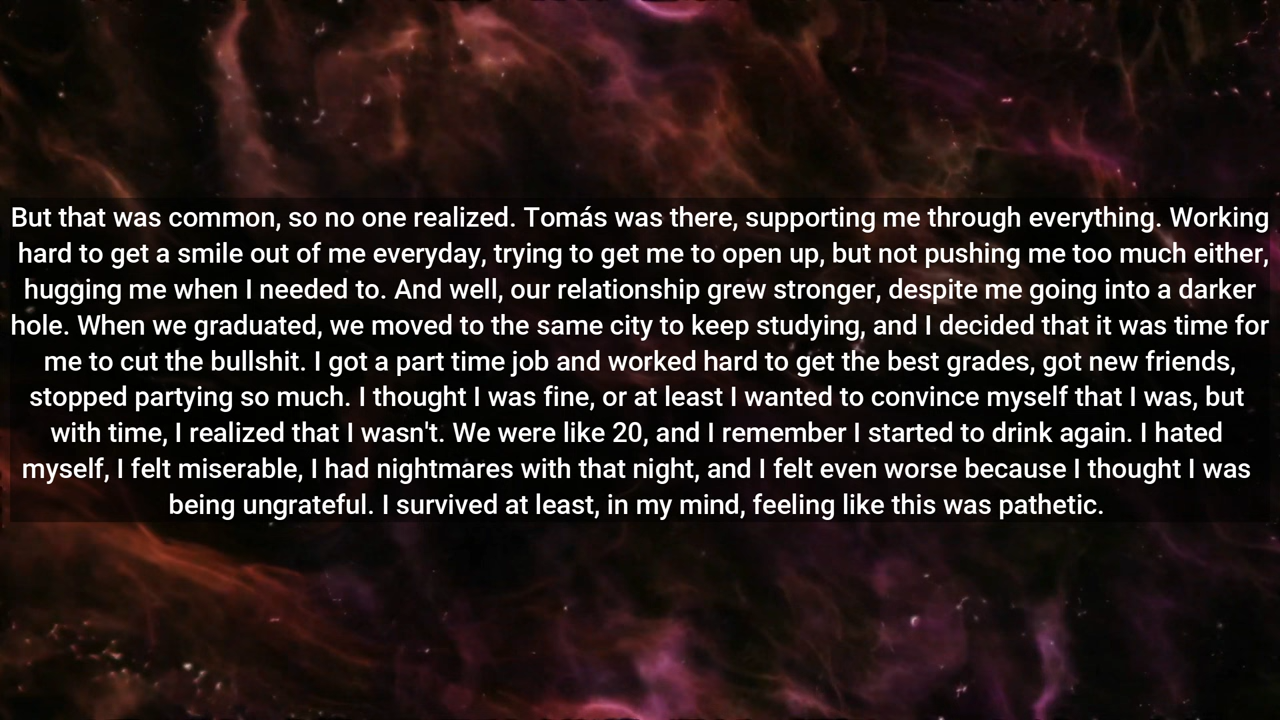 But that was common, so no one realized. Tomás was there, supporting me through everything. Working
hard to get a smile out of me everyday, trying to get me to open up, but not pushing me too much either,
hugging me when I needed to. And well, our relationship grew stronger, despite me going into a darker
hole. When we graduated, we moved to the same city to keep studying, and I decided that it was time for
me to cut the bullshit. I got a part time job and worked hard to get the best grades, got new friends,
stopped partying so much. I thought I was fine, or at least I wanted to convince myself that I was, but
with time, I realized that I wasn't. We were like 20, and I remember I started to drink again. I hated
myself, I felt miserable, I had nightmares with that night, and I felt even worse because I thought I was
being ungrateful. I survived at least, in my mind, feeling like this was pathetic.